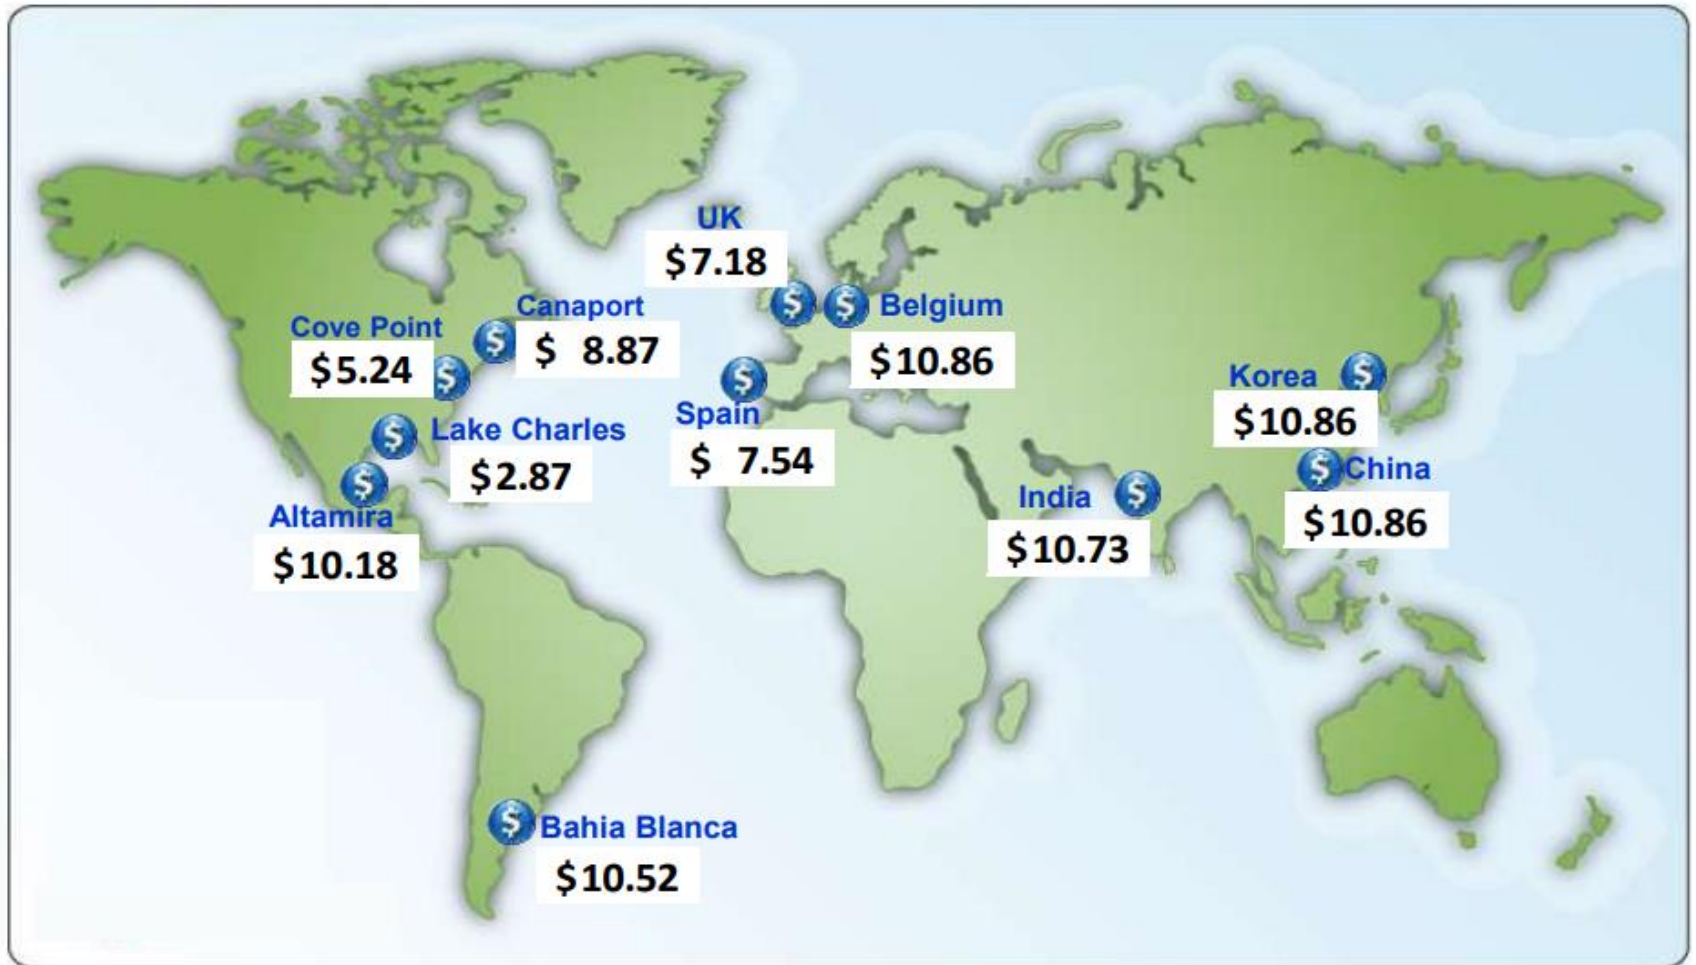 UK
$7.18
Canaport
$ 8.87
Cove Point
$5.24
Belgium
$10.86
Korea
$10.86
Spain
$ 7.54
Lake Charles
$2.87
China
$10.86
India
$10.73
Altamira
$10.18
Bahia Blanca
$10.52